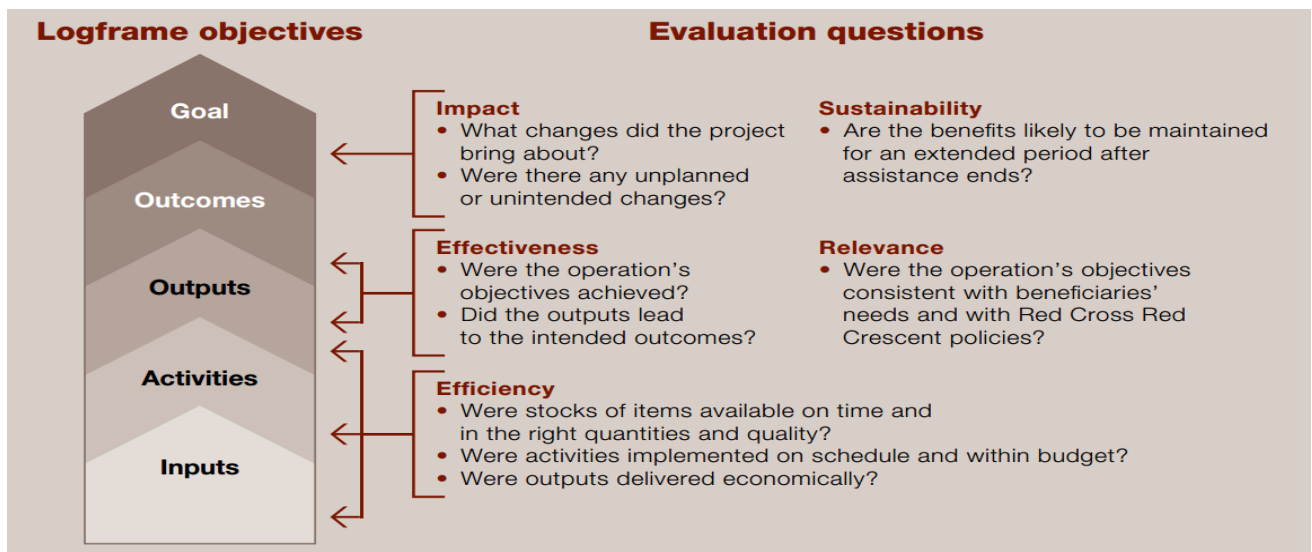 Logframe objectives
Evaluation questions
Goal
Outcomes
Outputs
Activities
Inputs
Impact
• What changes did the project
bring about?
• Were there any unplanned
or unintended changes?
Sustainability
• Are the benefits likely to be maintained
for an extended period after
assistance ends?
Effectiveness
• Were the operation's
objectives achieved?
• Did the outputs lead
to the intended outcomes?
Relevance
• Were the operation's objectives
consistent with beneficiaries'
needs and with Red Cross Red
Crescent policies?
Efficiency
• Were stocks of items available on time and
in the right quantities and quality?
• Were activities implemented on schedule and within budget?
• Were outputs delivered economically?